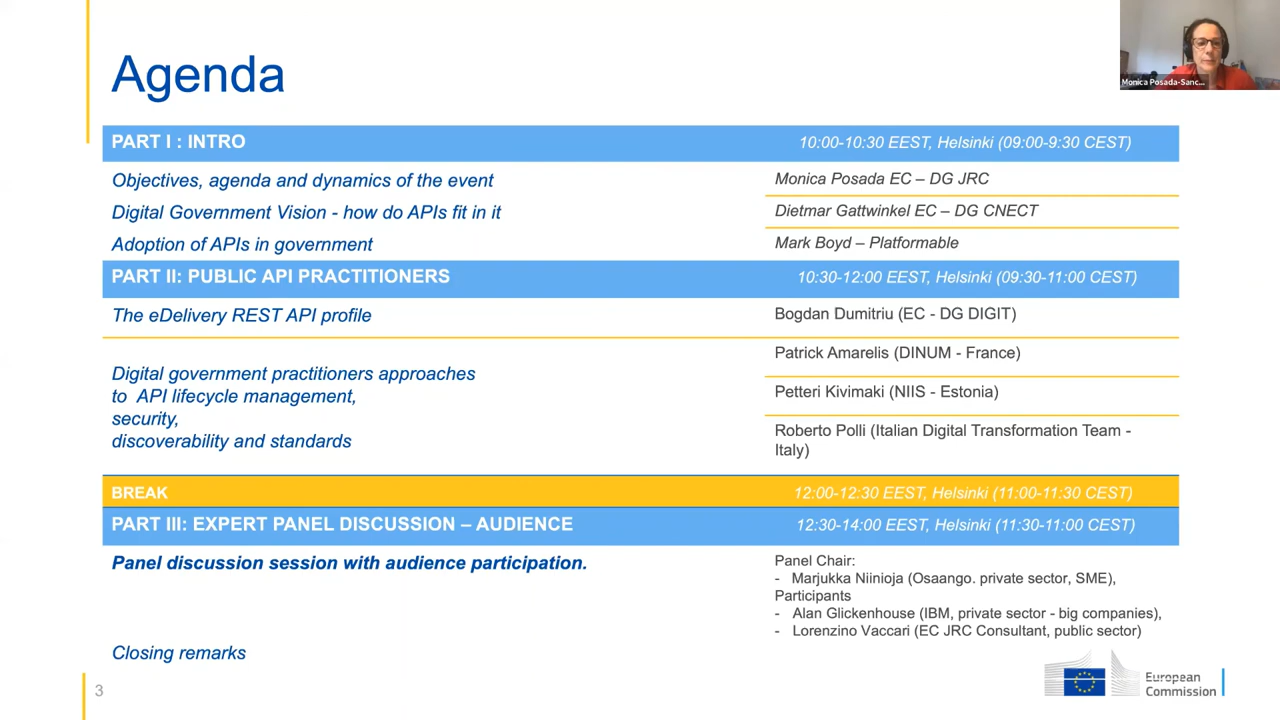 Agenda
Monica Posada-Sanc...
PART I : INTRO
10:00-10:30 EEST, Helsinki (09:00-9:30 CEST)
Objectives, agenda and dynamics of the event
Monica Posada EC – DG JRC
Digital Government Vision - how do APIs fit in it
Dietmar Gattwinkel EC – DG CNECT
Adoption of APIs in government
Mark Boyd – Platformable
PART II: PUBLIC API PRACTITIONERS
10:30-12:00 EEST, Helsinki (09:30-11:00 CEST)
The eDelivery REST API profile
Bogdan Dumitriu (EC - DG DIGIT)
Digital government practitioners approaches
to  API lifecycle management,
security,
discoverability and standards
Patrick Amarelis (DINUM - France)
Petteri Kivimaki (NIIS - Estonia)
Roberto Polli (Italian Digital Transformation Team -
Italy)
BREAK
12:00-12:30 EEST, Helsinki (11:00-11:30 CEST)
PART III: EXPERT PANEL DISCUSSION – AUDIENCE
12:30-14:00 EEST, Helsinki (11:30-11:00 CEST)
Panel discussion session with audience participation.
Panel Chair:
- Marjukka Niinioja (Osaango. private sector, SME),
Participants
- Alan Glickenhouse (IBM, private sector - big companies),
- Lorenzino Vaccari (EC JRC Consultant, public sector)
Closing remarks
3
European
Commission